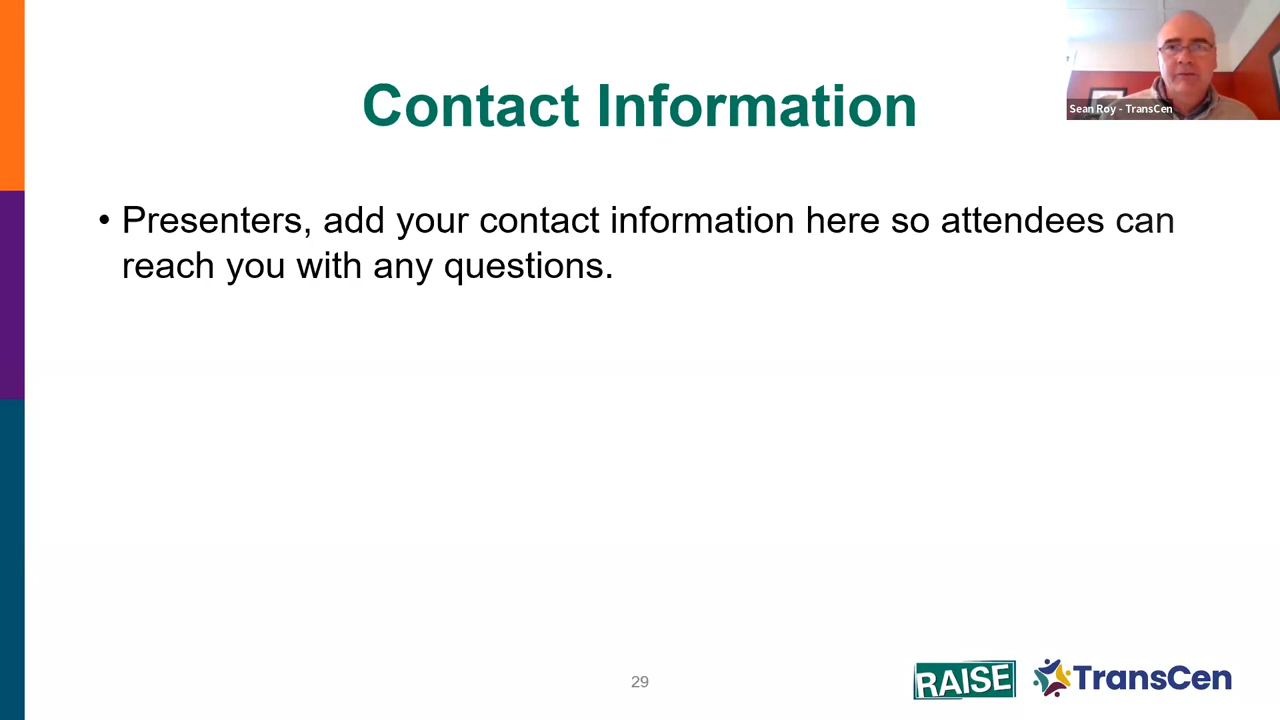 Contact Information
Sean Roy - TransCen
• Presenters, add your contact information here so attendees can
reach you with any questions.
29
RAISE
TransCen